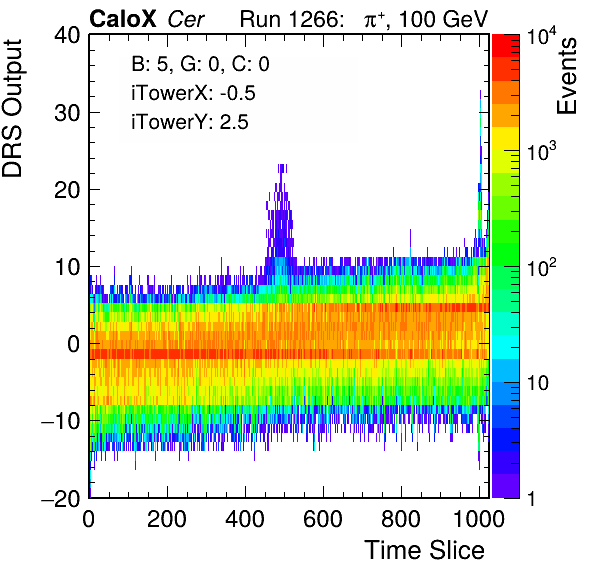 CaloX Cer Run 1266: π⁺, 100 GeV
DRS Output
Events
B: 5, G: 0, C: 0
iTowerX: -0.5
iTowerY: 2.5
40
30
20
10
0
−10
−20
0 200 400 600 800 1000
Time Slice
10⁴
10³
10²
10
1